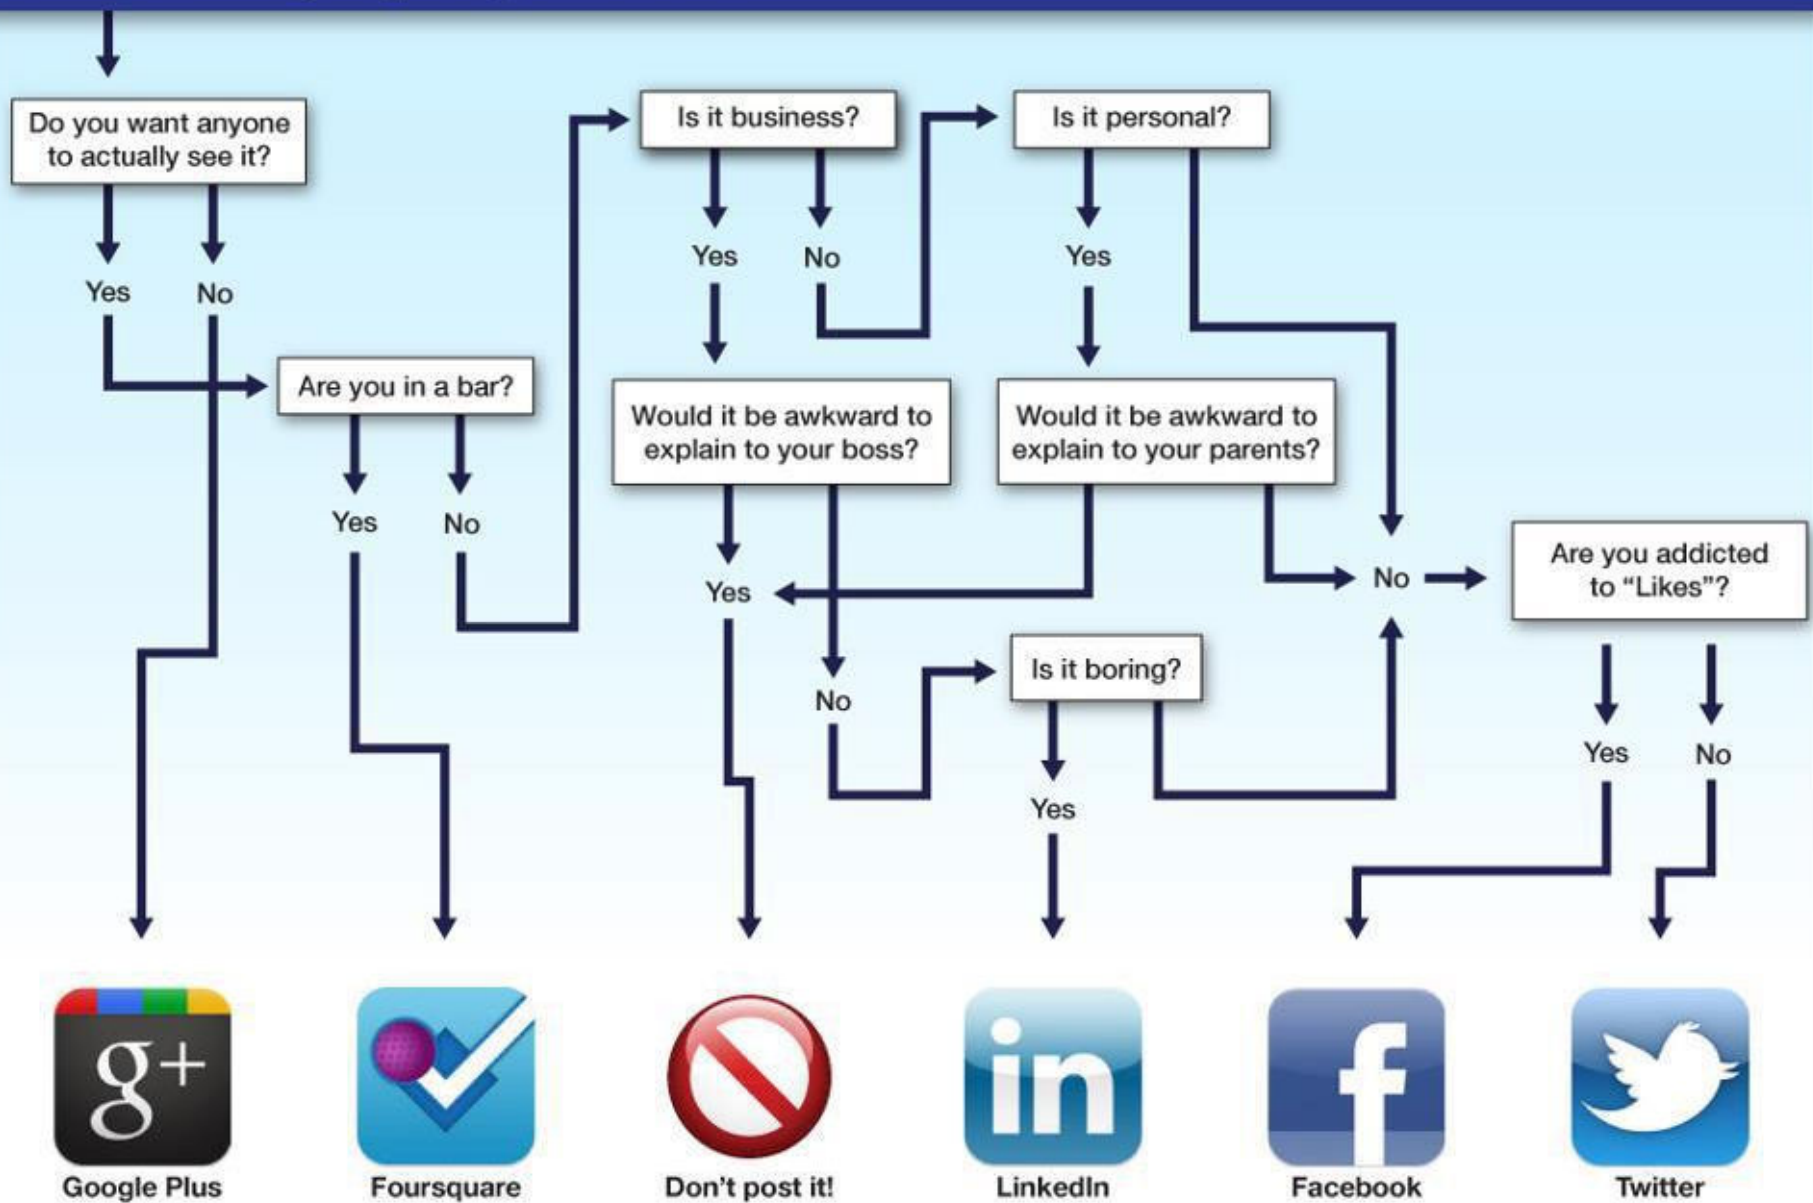 Do you want anyone
to actually see it?
Yes
No
Are you in a bar?
Yes
No
Is it business?
Yes
No
Is it personal?
Yes
Would it be awkward to
explain to your boss?
Would it be awkward to
explain to your parents?
Yes
No
Is it boring?
Yes
No
Are you addicted
to “Likes”?
Yes
No
g+
in
f
Google Plus
Foursquare
Don't post it!
LinkedIn
Facebook
Twitter